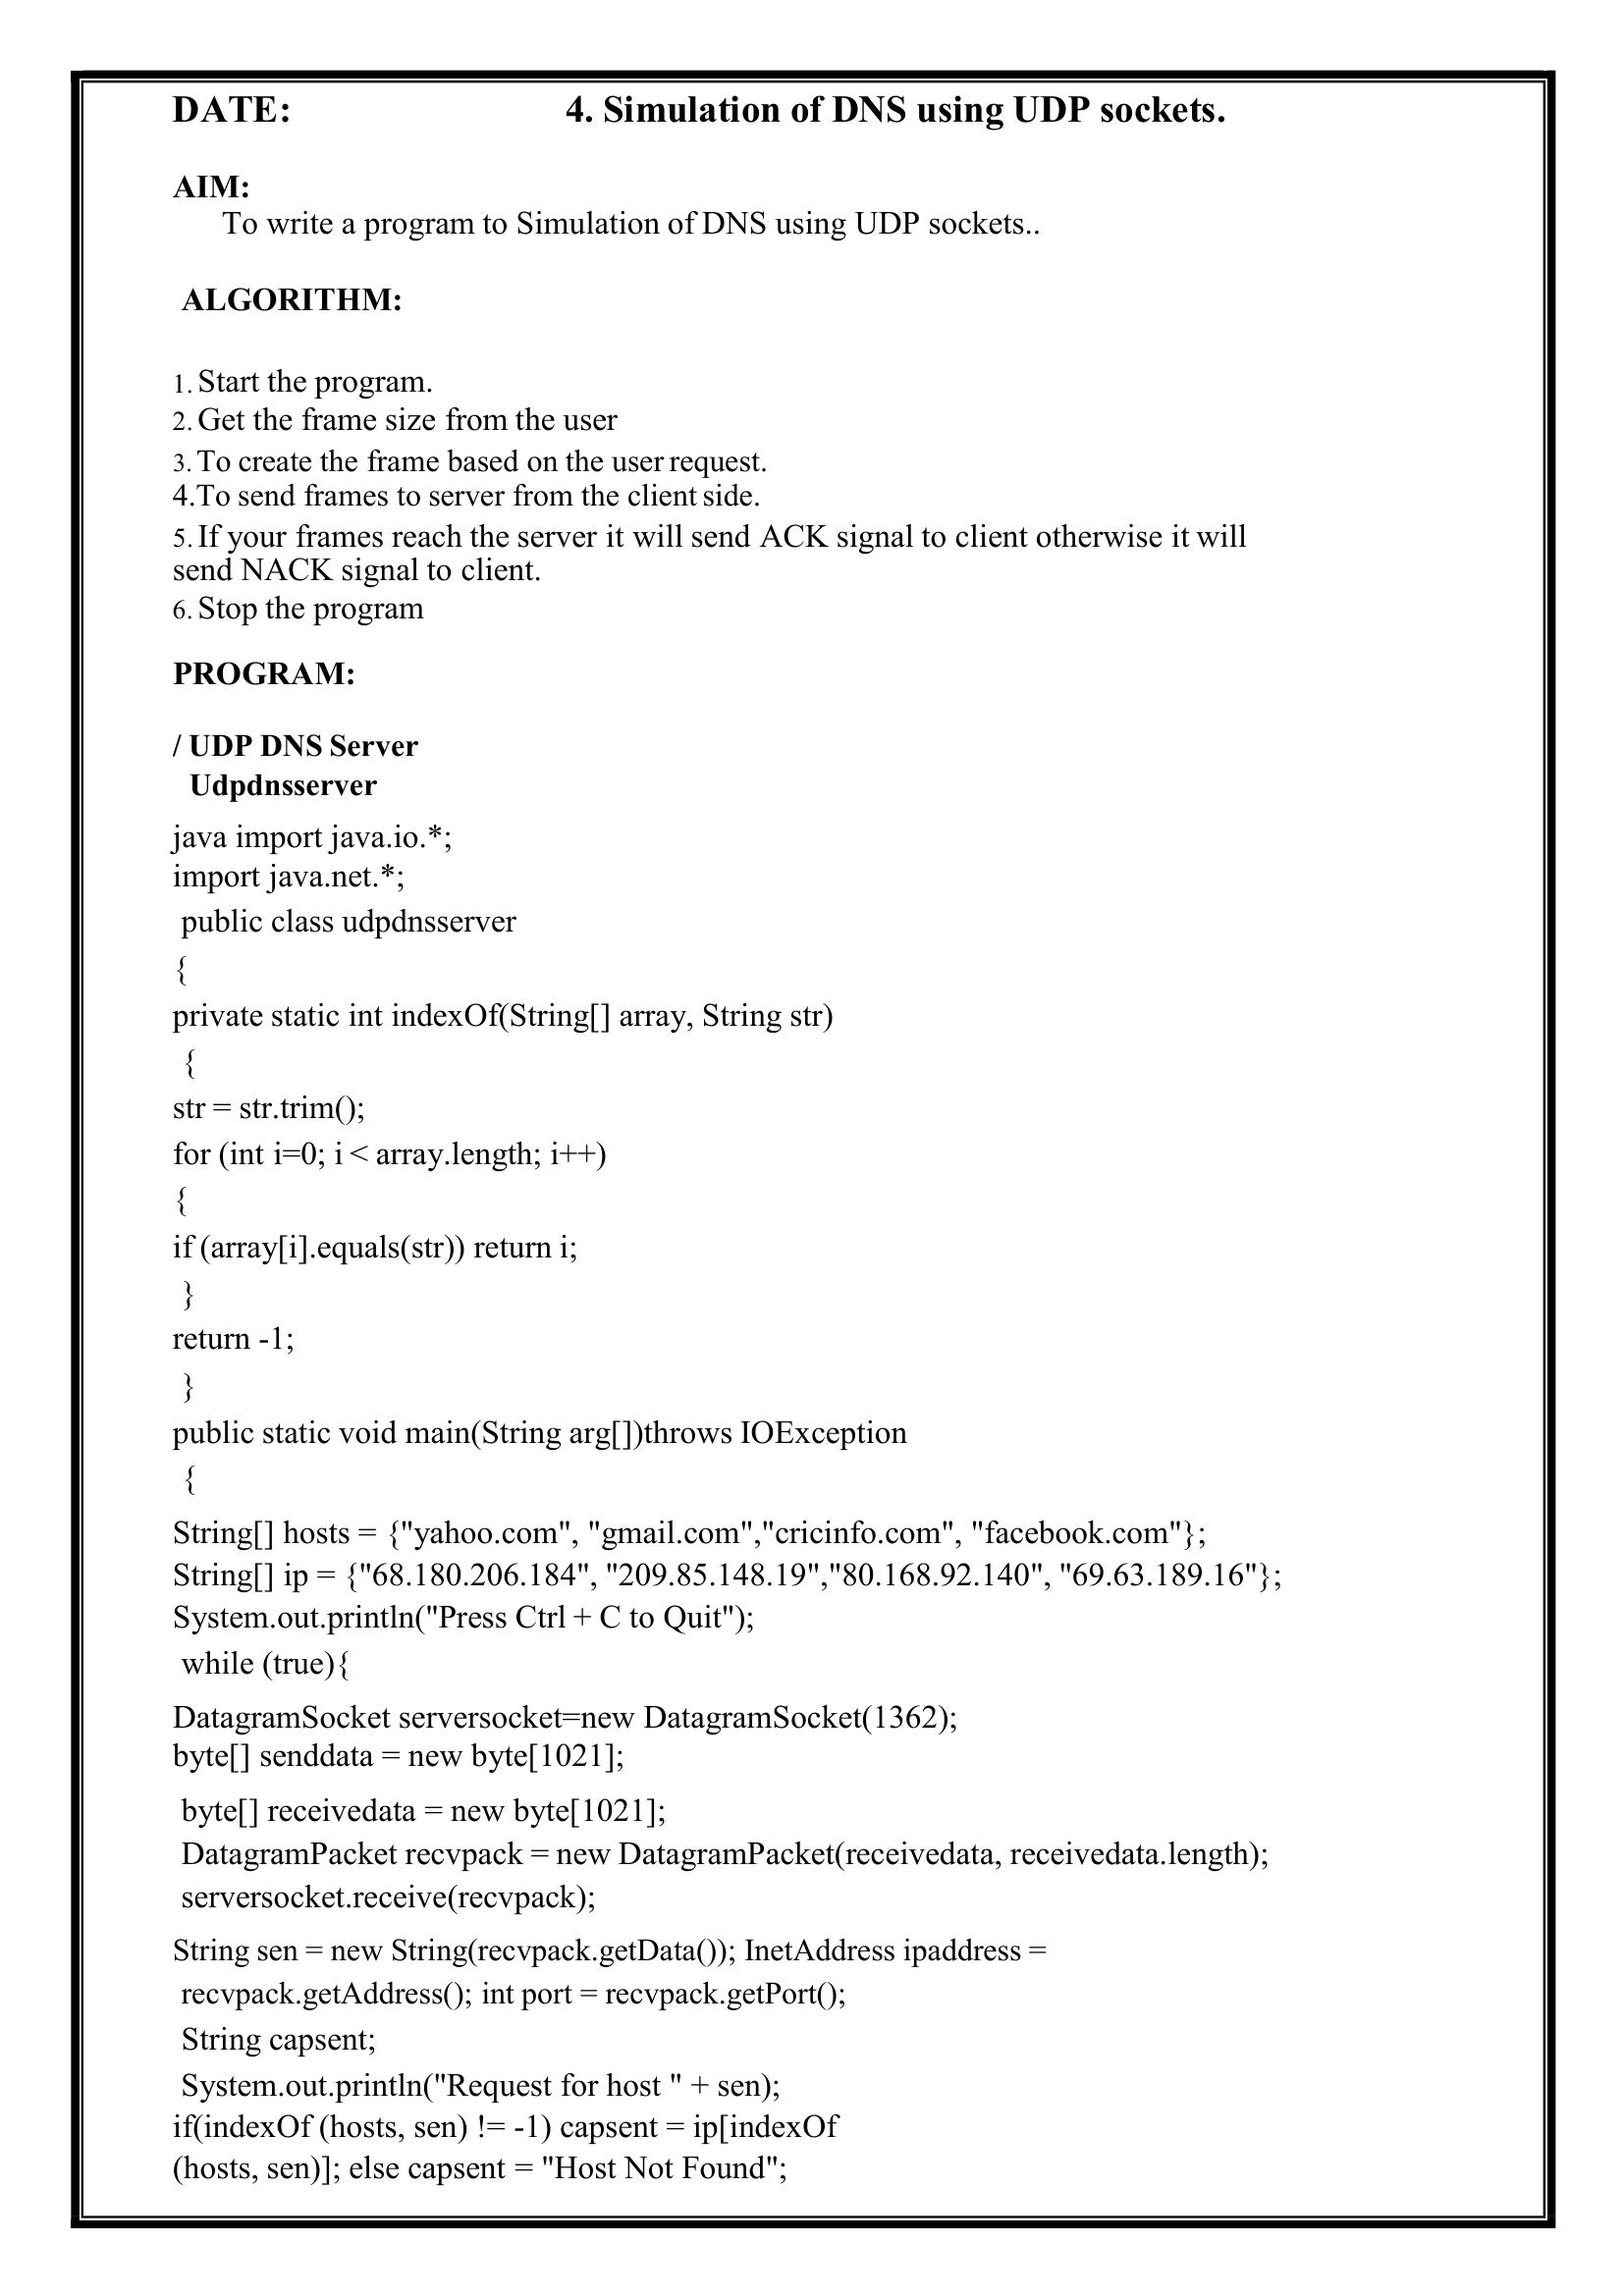 DATE: 4. Simulation of DNS using UDP sockets.
AIM:
To write a program to Simulation of DNS using UDP sockets..
ALGORITHM:
1. Start the program.
2. Get the frame size from the user
3. To create the frame based on the user request.
4.To send frames to server from the client side.
5. If your frames reach the server it will send ACK signal to client otherwise it will
send NACK signal to client.
6. Stop the program
PROGRAM:
/ UDP DNS Server
Udpdnsserver
java import java.io.*;
import java.net.*;
public class udpdnsserver
{
private static int indexOf(String[] array, String str)
{
str = str.trim();
for (int i=0; i < array.length; i++)
{
if (array[i].equals(str)) return i;
}
return -1;
}
public static void main(String arg[])throws IOException
{
String[] hosts = {"yahoo.com", "gmail.com","cricinfo.com", "facebook.com"};
String[] ip = {"68.180.206.184", "209.85.148.19","80.168.92.140", "69.63.189.16"};
System.out.println("Press Ctrl + C to Quit");
while (true){
DatagramSocket serversocket=new DatagramSocket(1362);
byte[] senddata = new byte[1021];
byte[] receivedata = new byte[1021];
DatagramPacket recvpack = new DatagramPacket(receivedata, receivedata.length);
serversocket.receive(recvpack);
String sen = new String(recvpack.getData()); InetAddress ipaddress =
recvpack.getAddress(); int port = recvpack.getPort();
String capsent;
System.out.println("Request for host " + sen);
if(indexOf (hosts, sen) != -1) capsent = ip[indexOf
(hosts, sen)]; else capsent = "Host Not Found";